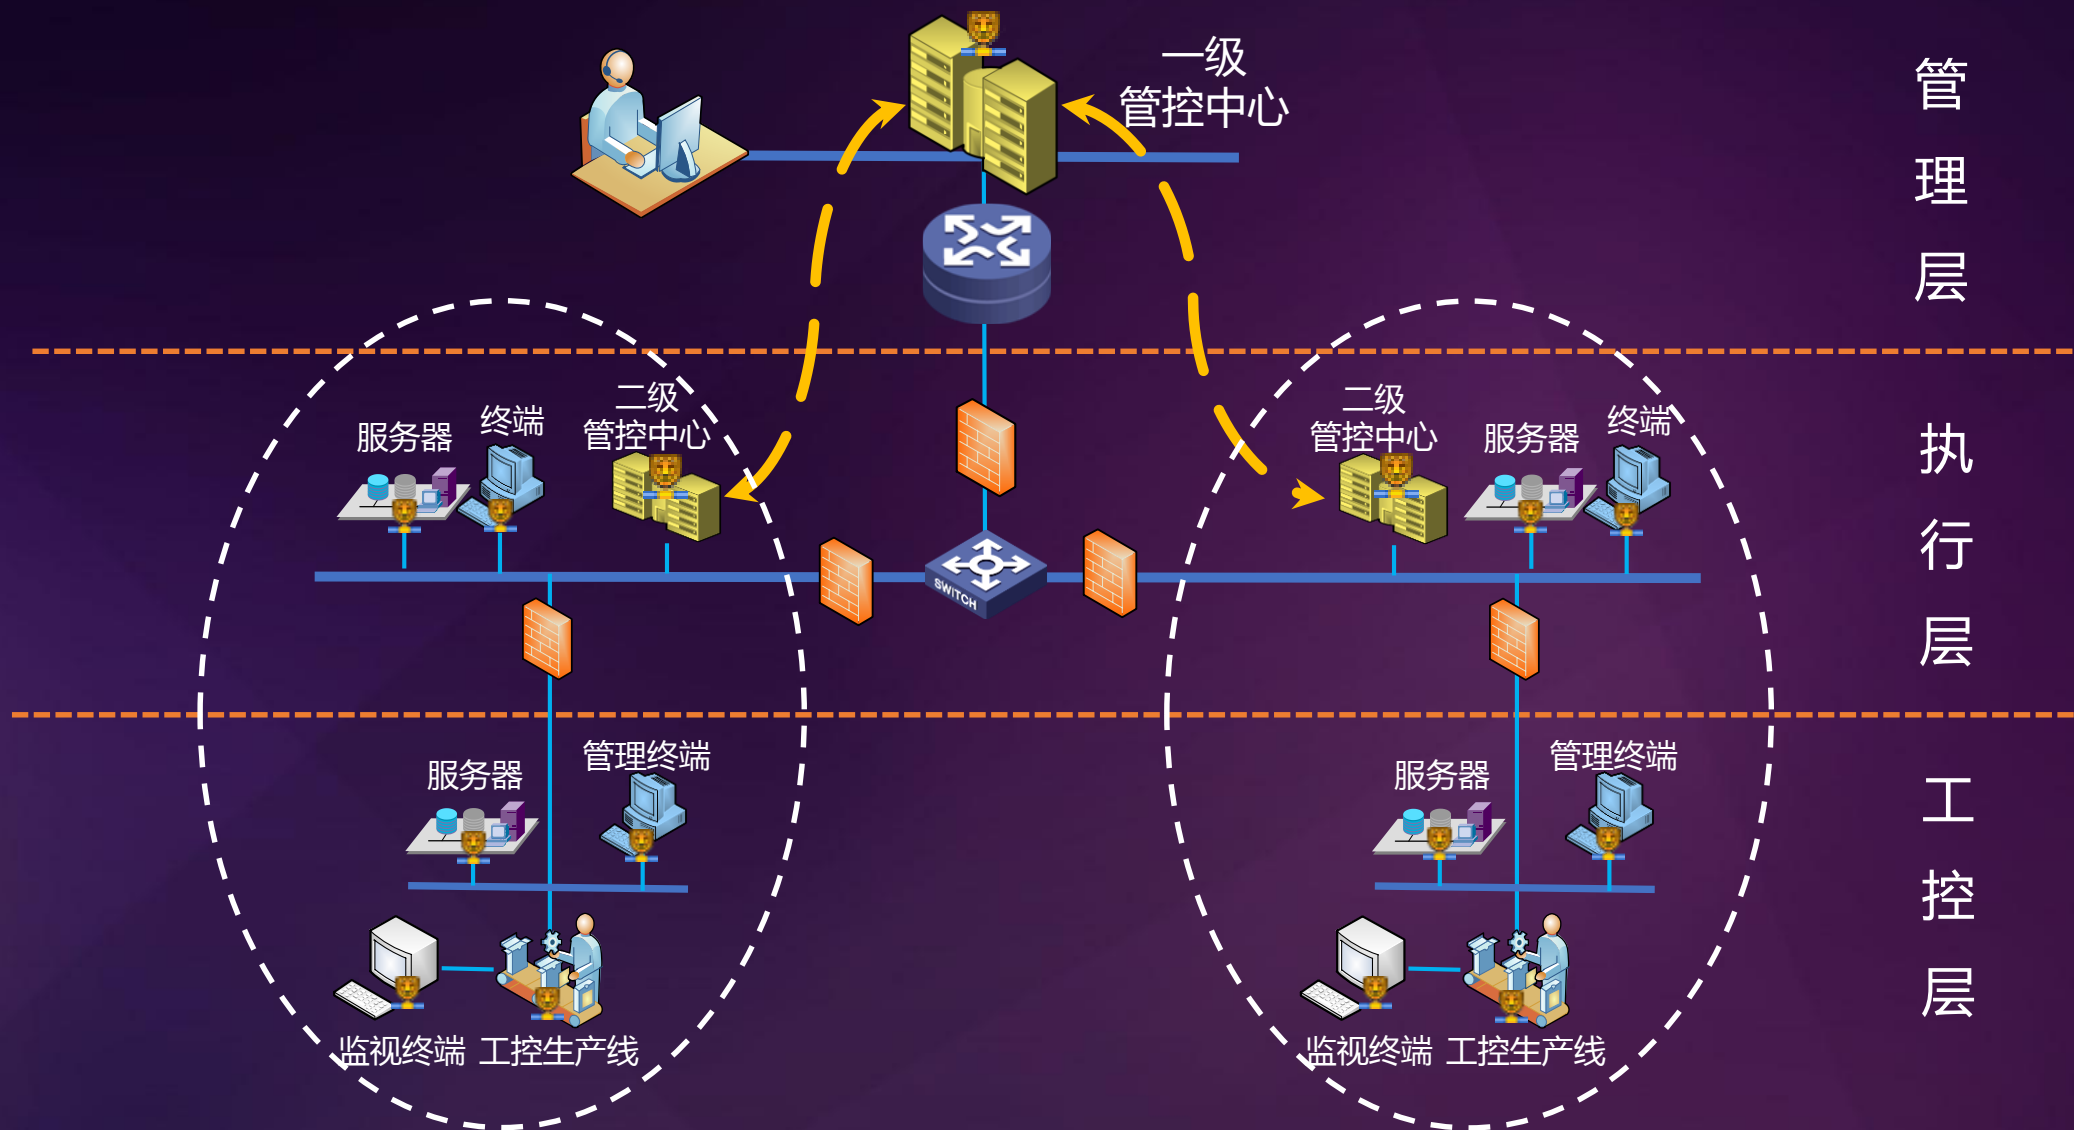 一级
管控中心
管
理
层
服务器
终端
二级
管控中心
二级
管控中心
服务器
终端
执
行
层
SWITCH
服务器
管理终端
服务器
管理终端
工
控
层
监视终端
工控生产线
监视终端
工控生产线